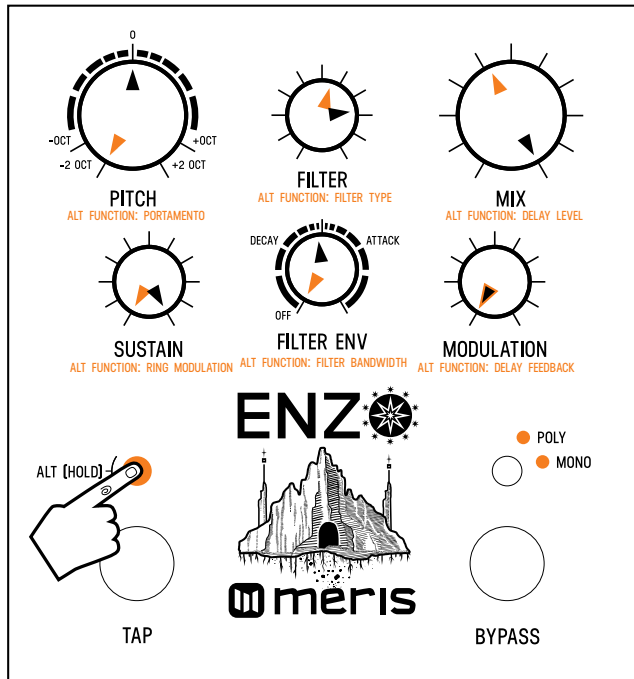 0
-OCT
+OCT
-2 OCT
+2 OCT
PITCH
ALT FUNCTION: PORTAMENTO
FILTER
ALT FUNCTION: FILTER TYPE
MIX
ALT FUNCTION: DELAY LEVEL
DECAY
ATTACK
OFF
SUSTAIN
ALT FUNCTION: RING MODULATION
FILTER ENV
ALT FUNCTION: FILTER BANDWIDTH
MODULATION
ALT FUNCTION: DELAY FEEDBACK
ENZO
POLY
MONO
ALT (HOLD)
meris
TAP
BYPASS